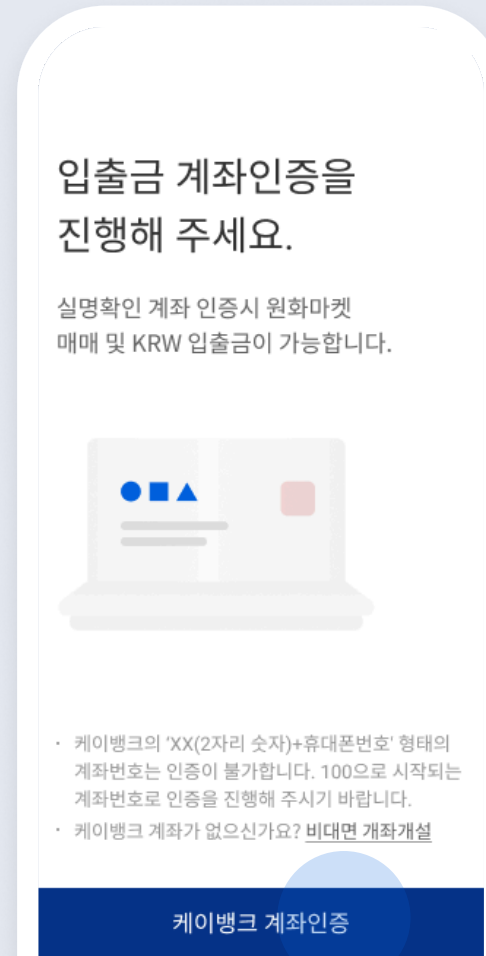 입출금 계좌인증을
진행해 주세요.
실명확인 계좌 인증시 원화마켓
매매 및 KRW 입출금이 가능합니다.
· 케이뱅크의 'XX(2자리 숫자)+휴대폰번호' 형태의
계좌번호는 인증이 불가합니다. 100으로 시작되는
계좌번호로 인증을 진행해 주시기 바랍니다.
· 케이뱅크 계좌가 없으신가요? 비대면 개좌개설
케이뱅크 계좌인증